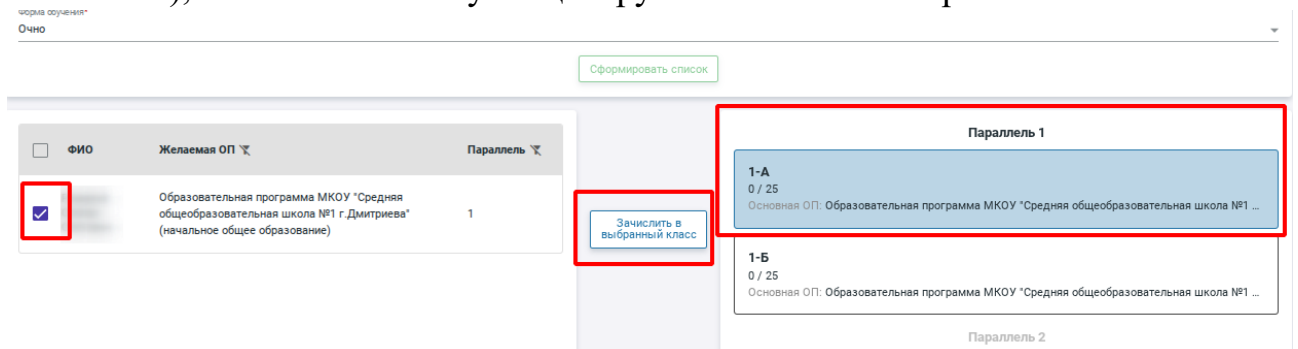 Форма обучения*
Очно
Сформировать список
ФИО
Желаемая ОП
Параллель
Образовательная программа МКОУ "Средняя
общеобразовательная школа №1 г.Дмитриева"
(начальное общее образование)
1
Зачислить в
выбранный класс
Параллель 1
1-А
0 / 25
Основная ОП: Образовательная программа МКОУ "Средняя общеобразовательная школа №1 ...
1-Б
0 / 25
Основная ОП: Образовательная программа МКОУ "Средняя общеобразовательная школа №1 ...
Параллель 2